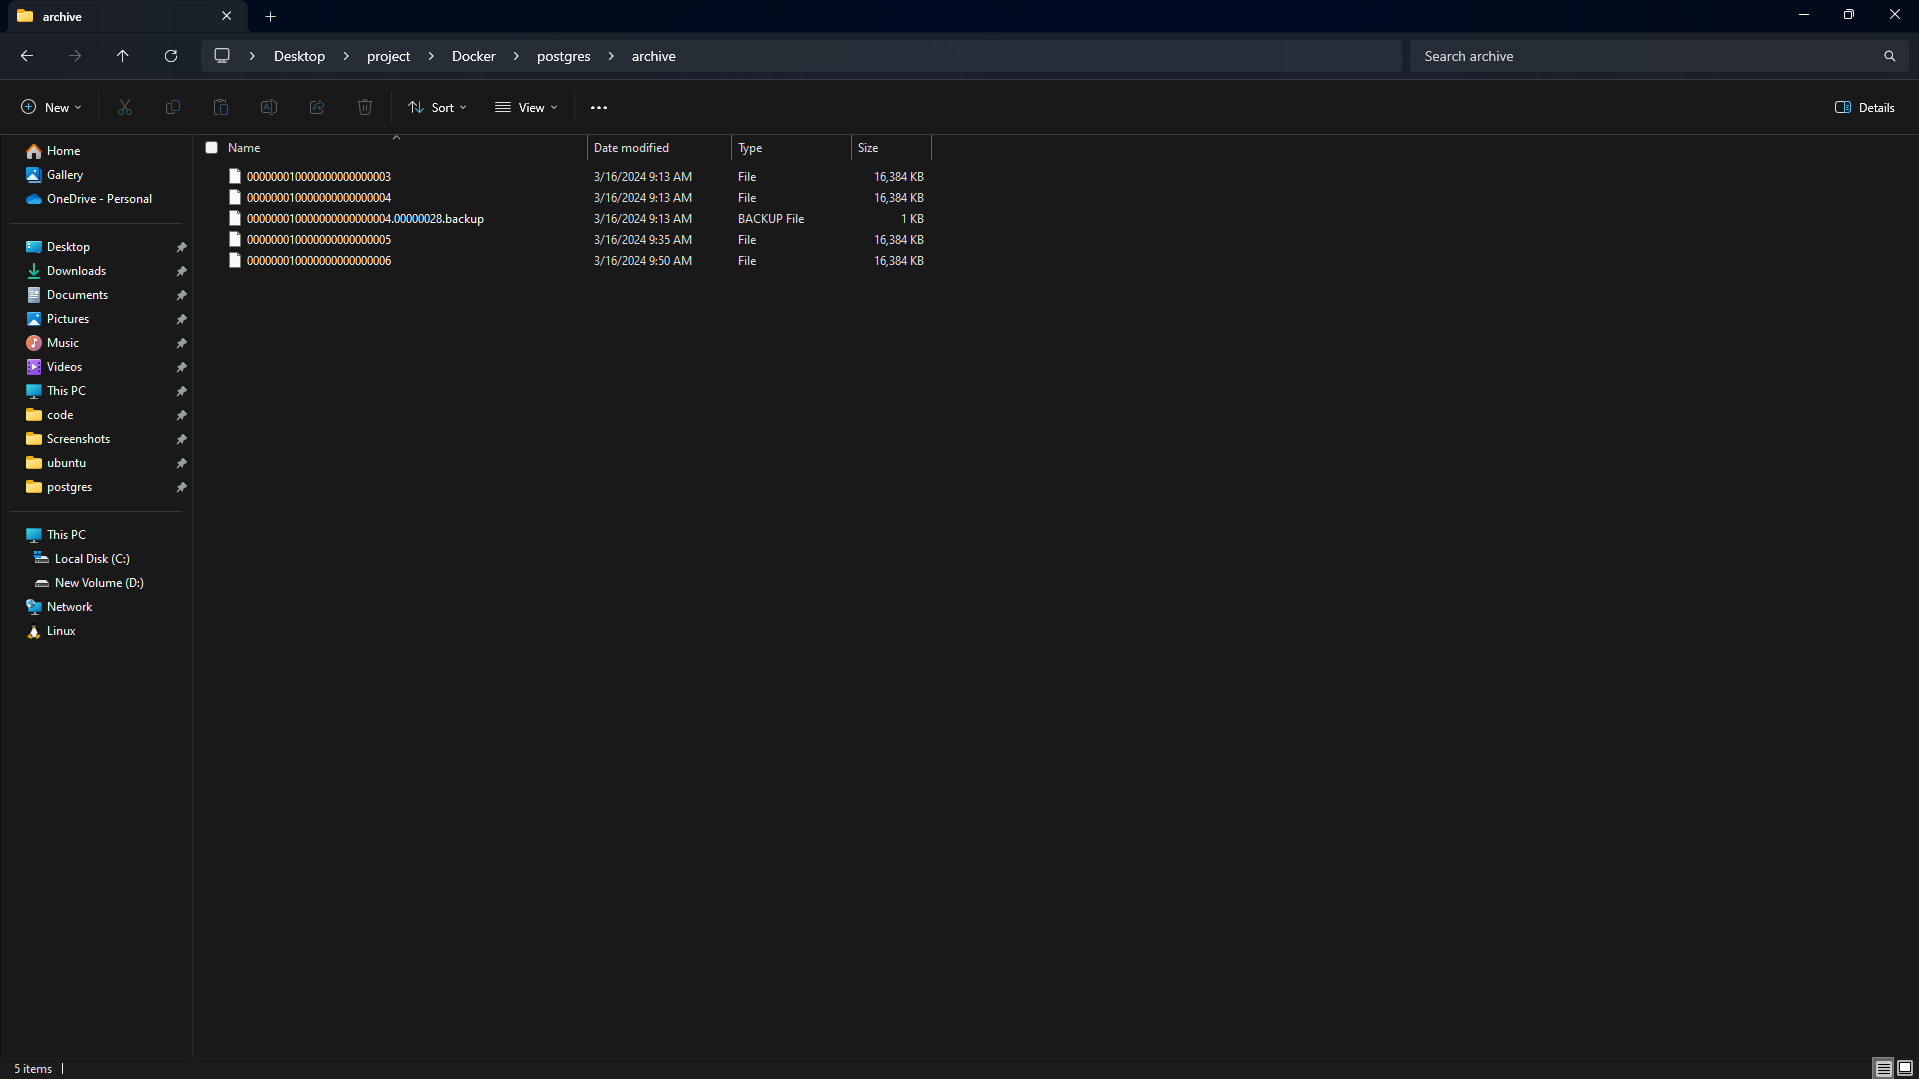 archive
Desktop
project
Docker
postgres
archive
Search archive
New
Sort
View
Details
Home
Gallery
OneDrive - Personal
Desktop
Downloads
Documents
Pictures
Music
Videos
This PC
code
Screenshots
ubuntu
postgres
This PC
Local Disk (C:)
New Volume (D:)
Network
Linux
Name Date modified Type Size
000000010000000000000003 3/16/2024 9:13 AM File 16,384 KB
000000010000000000000004 3/16/2024 9:13 AM File 16,384 KB
000000010000000000000004.00000028.backup 3/16/2024 9:13 AM BACKUP File 1 KB
000000010000000000000005 3/16/2024 9:35 AM File 16,384 KB
000000010000000000000006 3/16/2024 9:50 AM File 16,384 KB
5 items